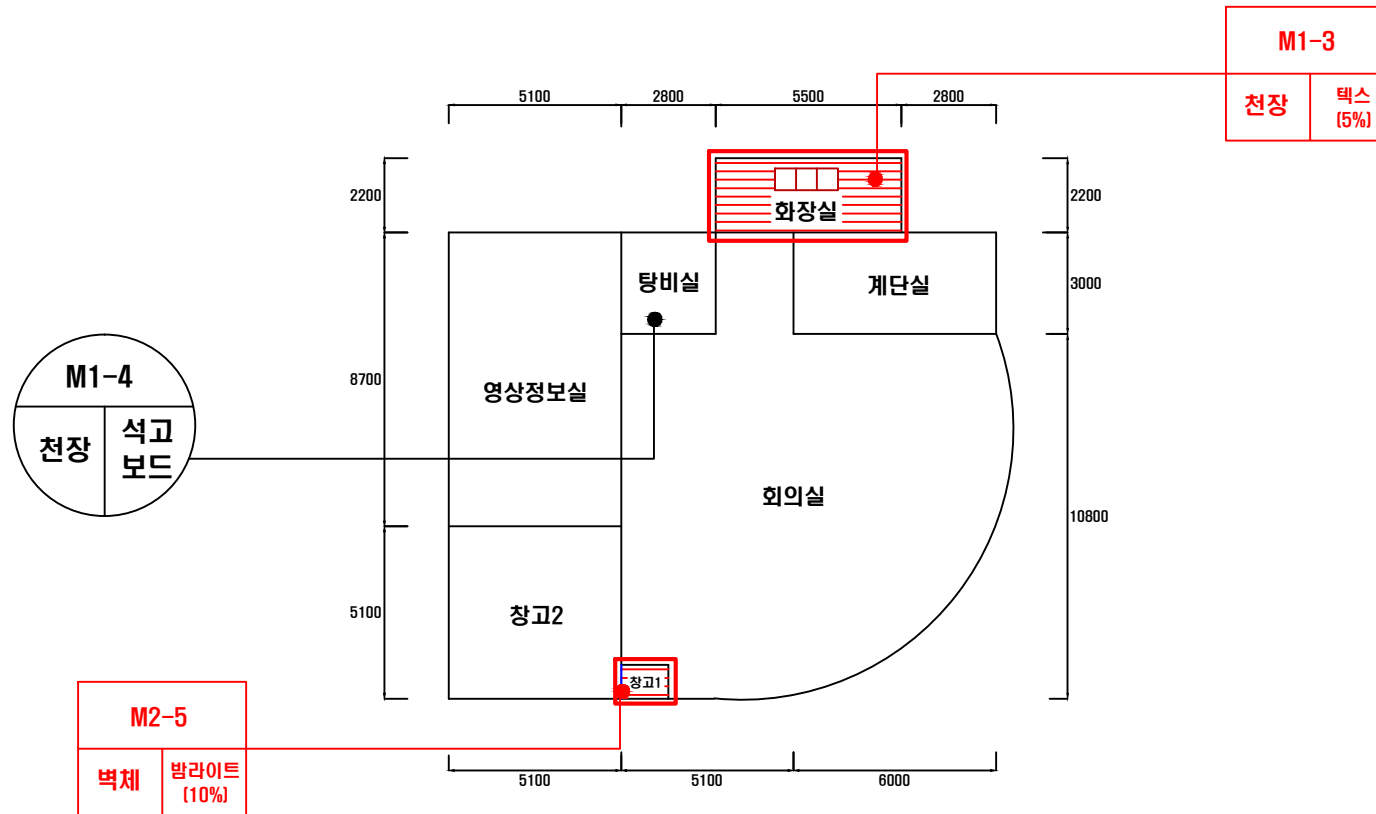 M1-3
천장
텍스
(5%)
5100
2800
5500
2800
2200
2200
화장실
탕비실
계단실
3000
M1-4
천장
석고
보드
8700
영상정보실
회의실
10800
5100
창고2
창고1
M2-5
벽체
밤라이트
(10%)
5100
5100
6000